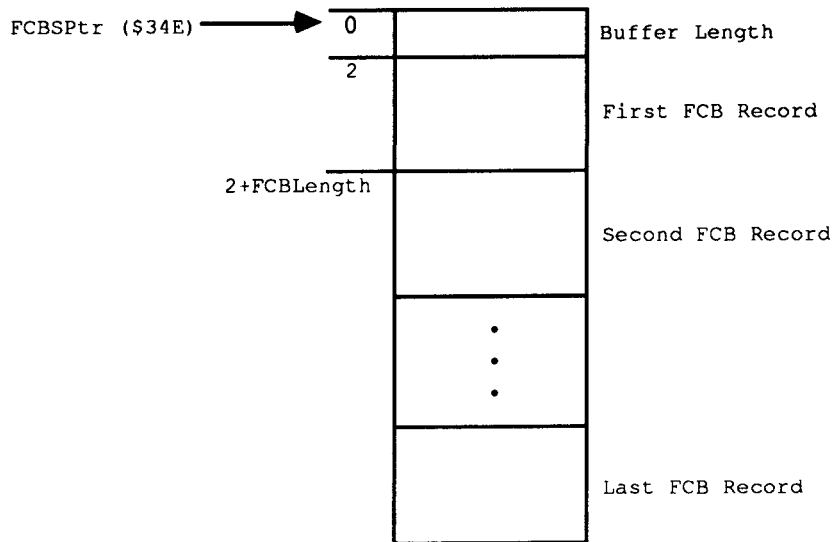 FCBSPtr ($34E)
0
Buffer Length
2
First FCB Record
2+FCBLength
Second FCB Record
Last FCB Record